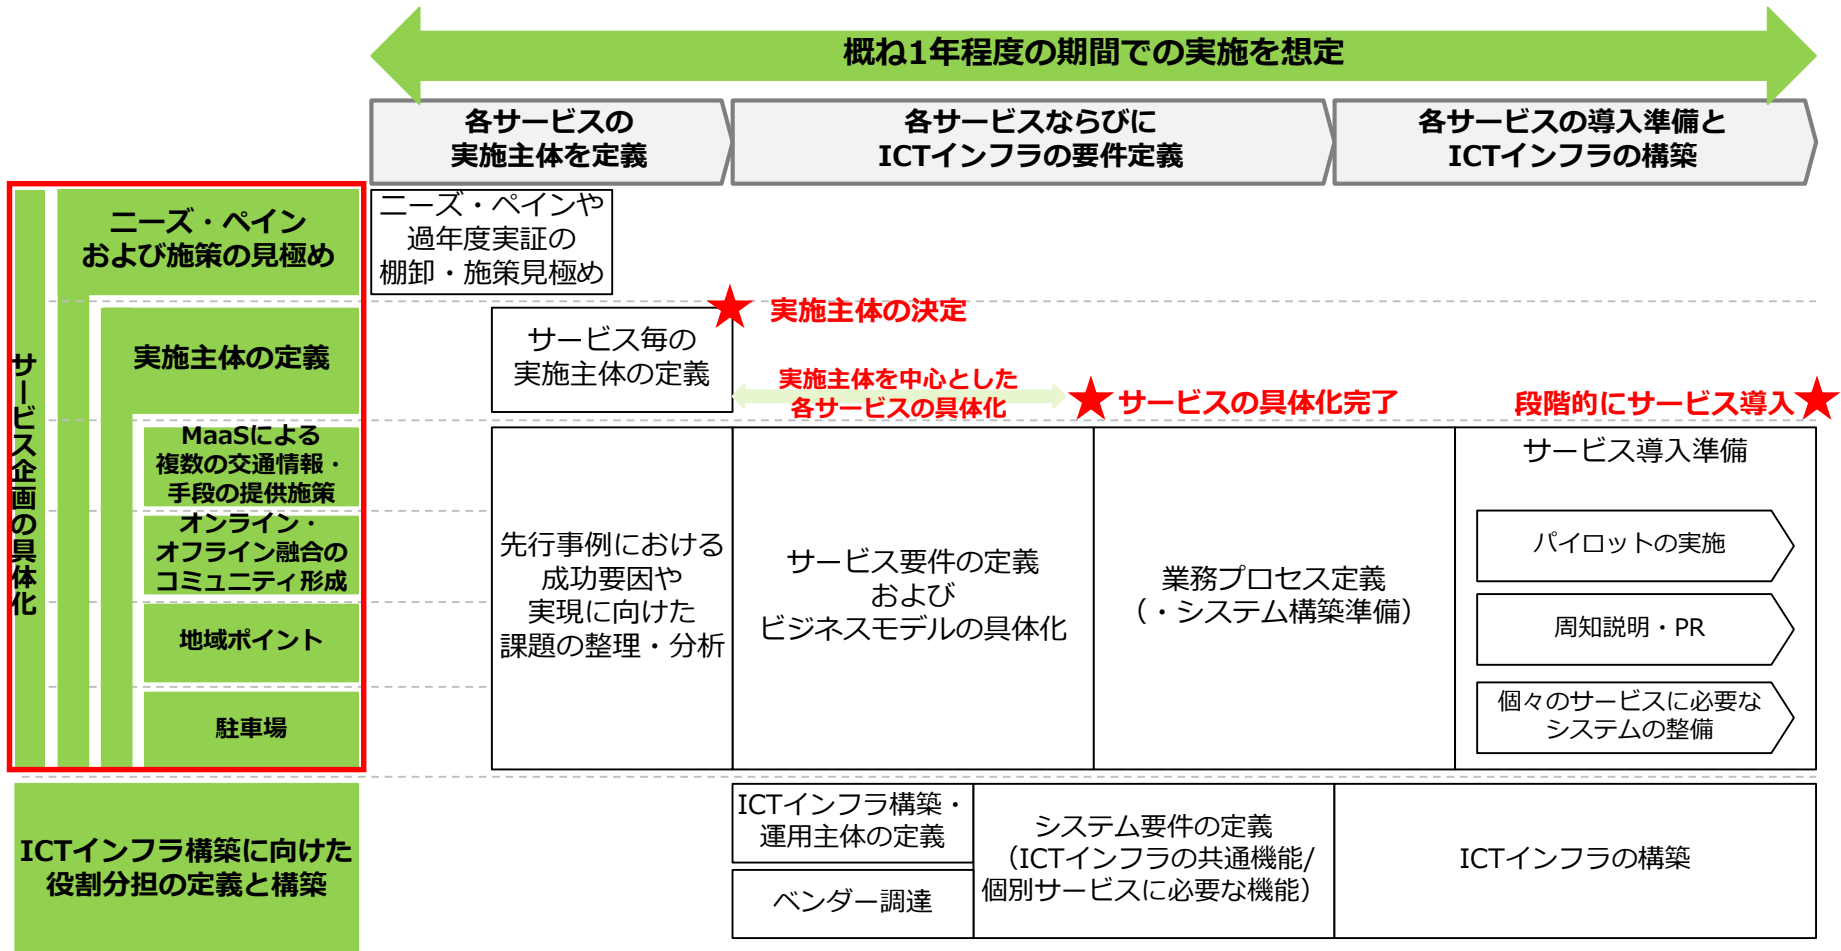 概ね1年程度の期間での実施を想定
各サービスの
実施主体を定義
各サービスならびに
ICTインフラの要件定義
各サービスの導入準備と
ICTインフラの構築
サービス企画の具体化
ニーズ・ペイン
および施策の見極め
ニーズ・ペインや
過年度実証の
棚卸・施策見極め
実施主体の定義
サービス毎の
実施主体の定義
実施主体の決定
実施主体を中心とした
各サービスの具体化
サービスの具体化完了
段階的にサービス導入
MaaSによる
複数の交通情報・
手段の提供施策
オンライン・
オフライン融合の
コミュニティ形成
地域ポイント
駐車場
先行事例における
成功要因や
実現に向けた
課題の整理・分析
サービス要件の定義
および
ビジネスモデルの具体化
業務プロセス定義
（・システム構築準備）
サービス導入準備
パイロットの実施
周知説明・PR
個々のサービスに必要な
システムの整備
ICTインフラ構築に向けた
役割分担の定義と構築
ICTインフラ構築・
運用主体の定義
ベンダー調達
システム要件の定義
（ICTインフラの共通機能/
個別サービスに必要な機能）
ICTインフラの構築